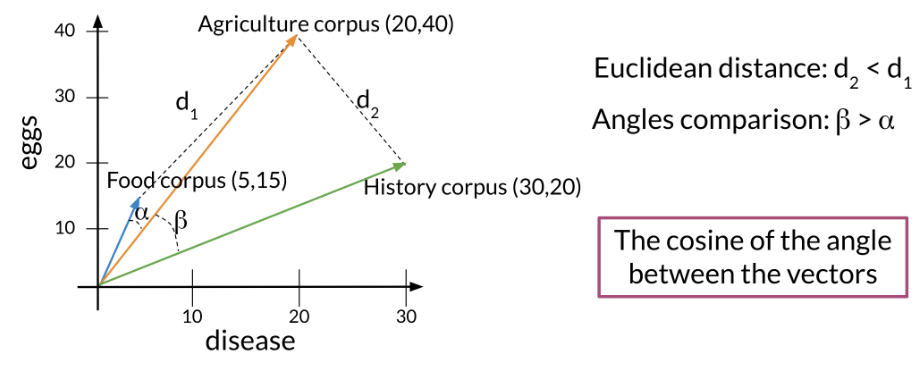 40
Agriculture corpus (20,40)
30
d1
d2
eggs
20
Food corpus (5,15)
History corpus (30,20)
α
β
10
10
20
30
disease
Euclidean distance: d2 < d1
Angles comparison: β > α
The cosine of the angle
between the vectors